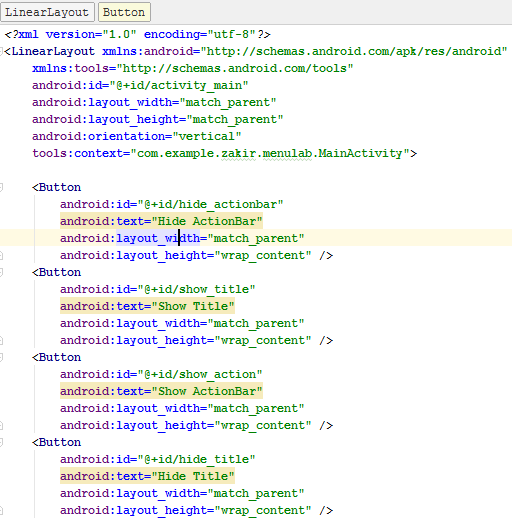 LinearLayout Button
<?xml version="1.0" encoding="utf-8"?>
<LinearLayout xmlns:android="http://schemas.android.com/apk/res/android"
    xmlns:tools="http://schemas.android.com/tools"
    android:id="@+id/activity_main"
    android:layout_width="match_parent"
    android:layout_height="match_parent"
    android:orientation="vertical"
    tools:context="com.example.zakir.menulab.MainActivity">

    <Button
        android:id="@+id/hide_actionbar"
        android:text="Hide ActionBar"
        android:layout_width="match_parent"
        android:layout_height="wrap_content" />
    <Button
        android:id="@+id/show_title"
        android:text="Show Title"
        android:layout_width="match_parent"
        android:layout_height="wrap_content" />
    <Button
        android:id="@+id/show_action"
        android:text="Show ActionBar"
        android:layout_width="match_parent"
        android:layout_height="wrap_content" />
    <Button
        android:id="@+id/hide_title"
        android:text="Hide Title"
        android:layout_width="match_parent"
        android:layout_height="wrap_content" />